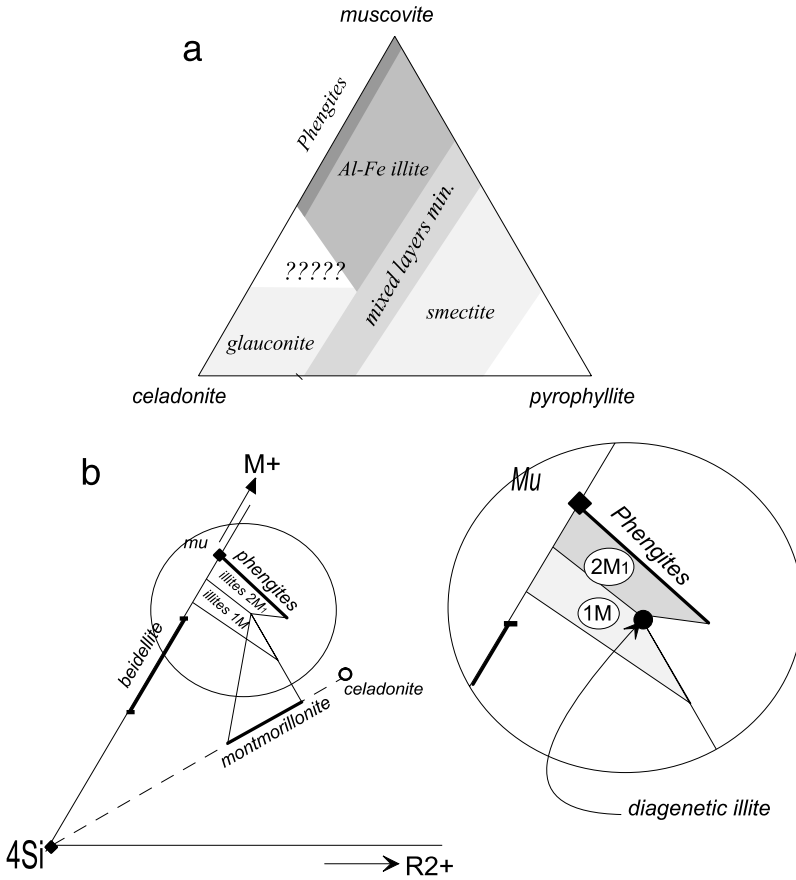 muscovite
a
Phengites
Al-Fe illite
mixed layers min.
?????
smectite
glauconite
celadonite
pyrophyllite
b
M+
mu
phengites
illites 2M1
illites 1M
beidellite
celadonite
montmorillonite
4Si
R2+
Mu
Phengites
2M1
1M
diagenetic illite